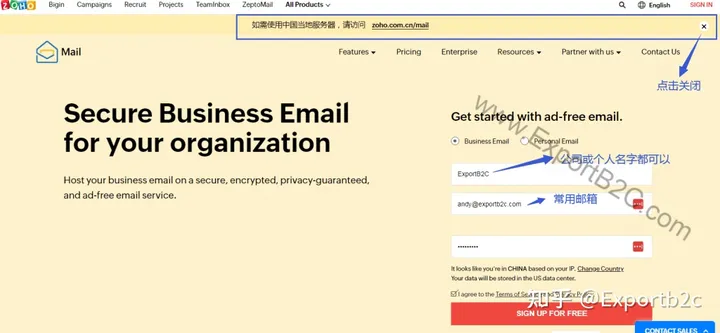 ZOHO Bigin Campaigns Recruit Projects TeamInbox ZeptoMail All Products English SIGN IN
如需使用中国当地服务器，请访问 zoho.com.cn/mail
Mail Features Pricing Enterprise Resources Partner with us Contact Us
点击关闭
Secure Business Email
for your organization
Host your business email on a secure, encrypted, privacy-guaranteed,
and ad-free email service.
Get started with ad-free email.
Business Email Personal Email
公司或个人名字都可以
ExportB2C
常用邮箱
andy@exportb2c.com
It looks like you're in CHINA based on your IP. Change Country
Your data will be stored in the US data center.
I agree to the Terms of Service and Privacy Policy
SIGN UP FOR FREE
CONTACT SALES
www.ExportB2C.com
知乎 @Exportb2c